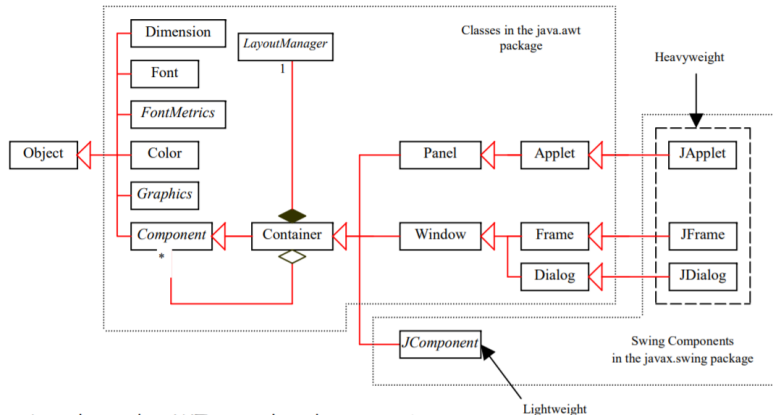 Dimension
LayoutManager
Classes in the java.awt
package
Font
1
Heavyweight
FontMetrics
Object
Color
Panel
Applet
JApplet
Graphics
Component
Container
Window
Frame
JFrame
*
Dialog
JDialog
JComponent
Swing Components
in the javax.swing package
Lightweight